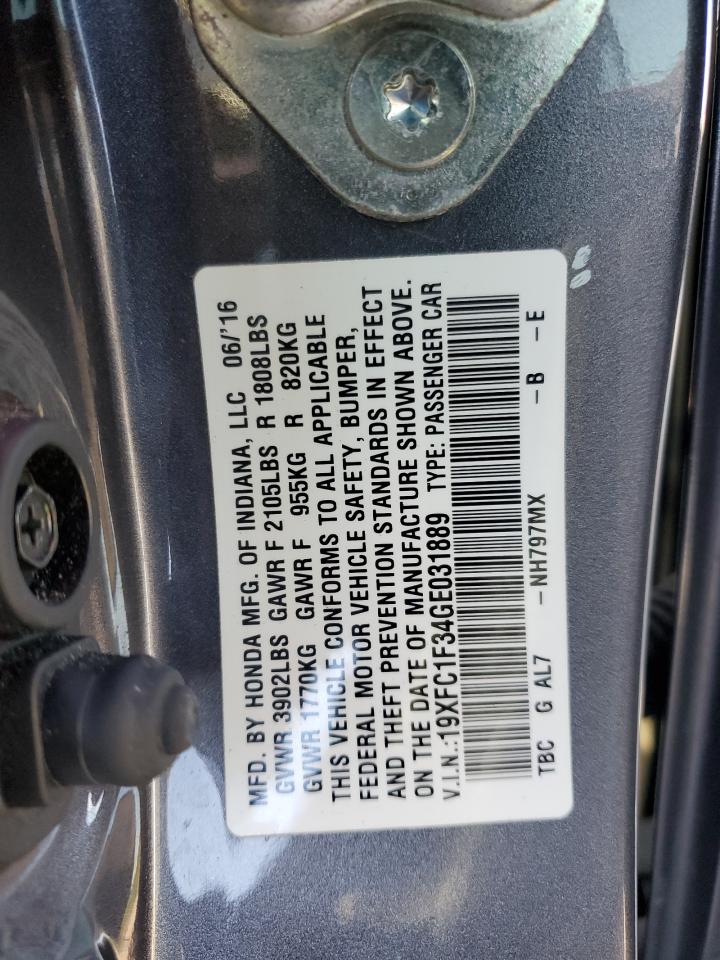 MFD. BY HONDA MFG. OF INDIANA, LLC 06/'16
GVWR 3902LBS GAWR F 2105LBS R 1808LBS
GVWR 1770KG GAWR F 955KG R 820KG
THIS VEHICLE CONFORMS TO ALL APPLICABLE
FEDERAL MOTOR VEHICLE SAFETY, BUMPER,
AND THEFT PREVENTION STANDARDS IN EFFECT
ON THE DATE OF MANUFACTURE SHOWN ABOVE.
V.I.N.:19XFC1F34GE031889 TYPE: PASSENGER CAR
TBC G AL7 -NH797MX -B -E